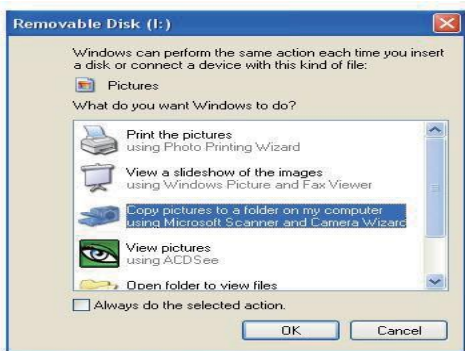 Removable Disk (I:)
Windows can perform the same action each time you insert
a disk or connect a device with this kind of file:
Pictures
What do you want Windows to do?
Print the pictures
using Photo Printing Wizard
View a slideshow of the images
using Windows Picture and Fax Viewer
Copy pictures to a folder on my computer
using Microsoft Scanner and Camera Wizard
View pictures
using ACDSee
Open folder to view files
Always do the selected action.
OK
Cancel